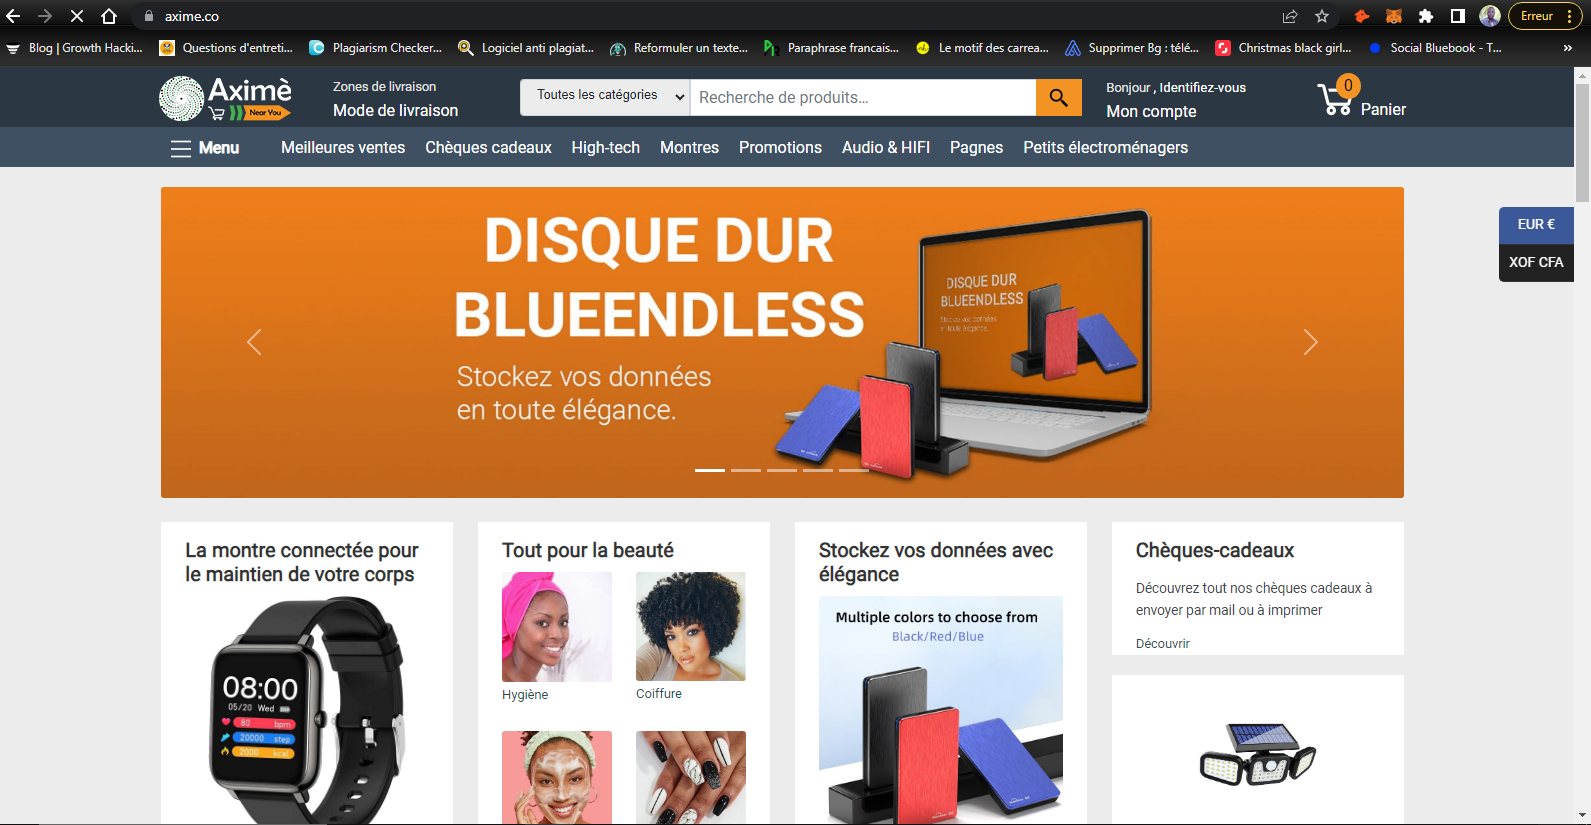 axime.co
Erreur
Blog | Growth Hacki...
Questions d'entreti...
Plagiarism Checker...
Logiciel anti plagiat...
Reformuler un texte...
Paraphrase francais...
Le motif des carrea...
Supprimer Bg : télé...
Christmas black girl...
Social Bluebook - T...
»
Aximè
Near You
Zones de livraison
Mode de livraison
Toutes les catégories
Recherche de produits...
Bonjour , Identifiez-vous
Mon compte
0
Panier
Menu
Meilleures ventes
Chèques cadeaux
High-tech
Montres
Promotions
Audio & HIFI
Pagnes
Petits électroménagers
EUR €
XOF CFA
DISQUE DUR
BLUEENDLESS
Stockez vos données
en toute élégance.
DISQUE DUR
BLUEENDLESS
Stockez vos données
en toute élégance.
La montre connectée pour
le maintien de votre corps
08:00
05/20 Wed
80 bpm
20000 step
2000 kcal
Tout pour la beauté
Hygiène
Coiffure
Stockez vos données avec
élégance
Multiple colors to choose from
Black/Red/Blue
Chèques-cadeaux
Découvrez tout nos chèques cadeaux à
envoyer par mail ou à imprimer
Découvrir